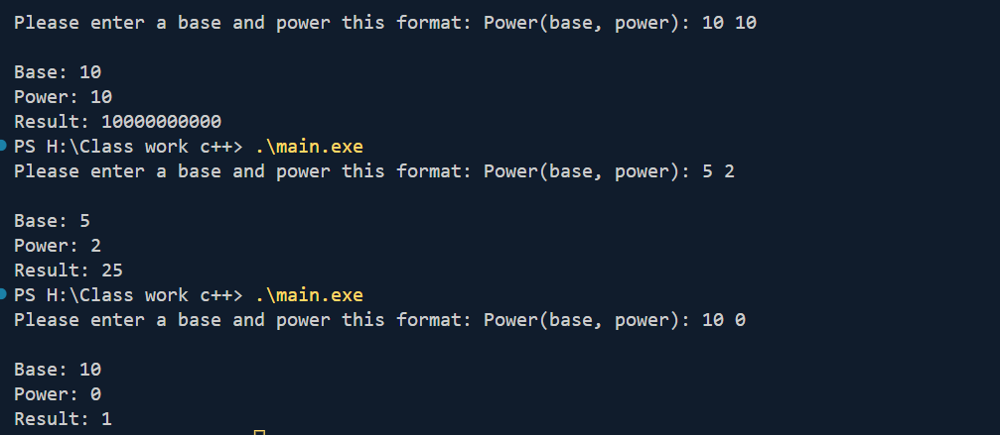 Please enter a base and power this format: Power(base, power): 10 10
Base: 10
Power: 10
Result: 10000000000
PS H:\Class work c++> .\main.exe
Please enter a base and power this format: Power(base, power): 5 2
Base: 5
Power: 2
Result: 25
PS H:\Class work c++> .\main.exe
Please enter a base and power this format: Power(base, power): 10 0
Base: 10
Power: 0
Result: 1